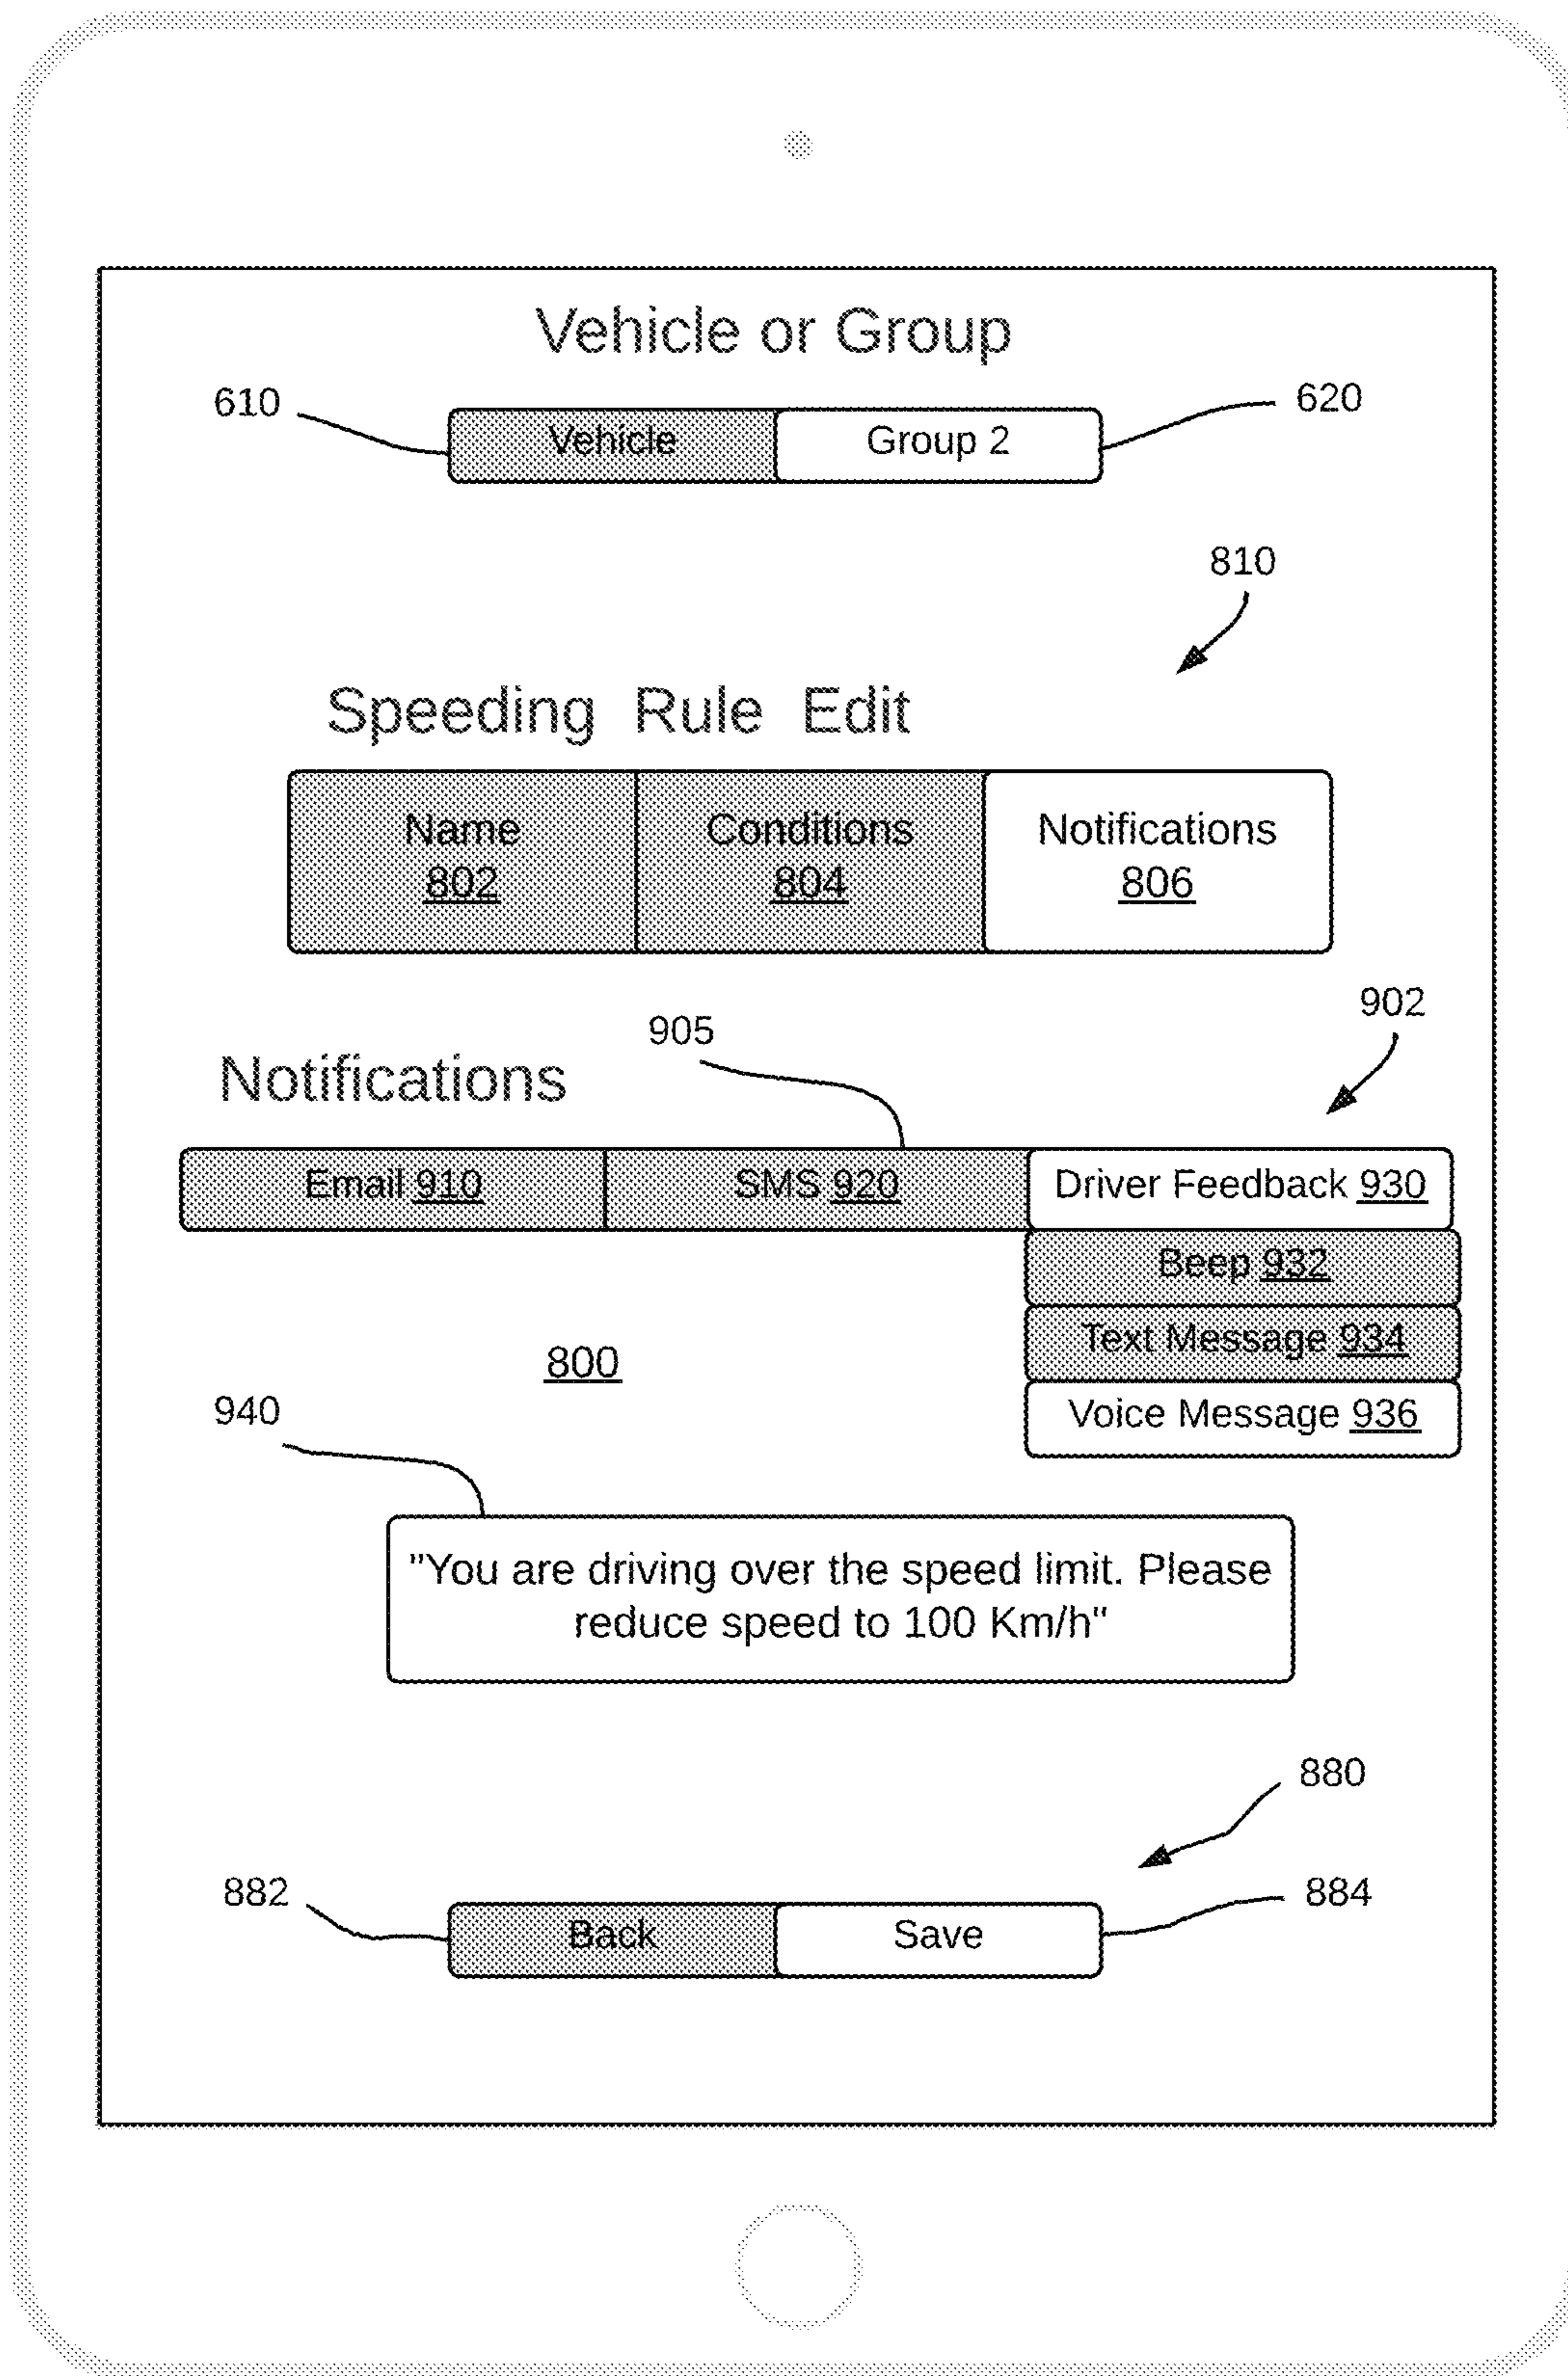 Vehicle or Group
610
620
Vehicle
Group 2
810
Speeding Rule Edit
Name
802
Conditions
804
Notifications
806
902
905
Notifications
Email 910
SMS 920
Driver Feedback 930
Beep 932
Text Message 934
Voice Message 936
800
940
"You are driving over the speed limit. Please
reduce speed to 100 Km/h"
880
882
884
Back
Save